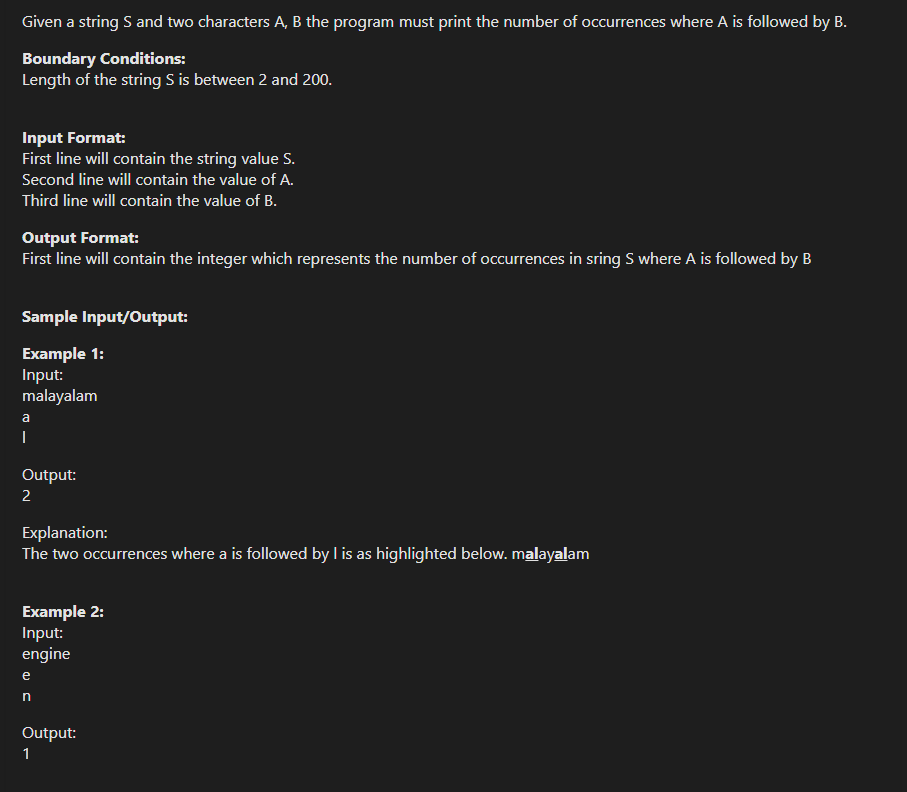 Given a string S and two characters A, B the program must print the number of occurrences where A is followed by B.
Boundary Conditions:
Length of the string S is between 2 and 200.
Input Format:
First line will contain the string value S.
Second line will contain the value of A.
Third line will contain the value of B.
Output Format:
First line will contain the integer which represents the number of occurrences in sring S where A is followed by B
Sample Input/Output:
Example 1:
Input:
malayalam
a
l
Output:
2
Explanation:
The two occurrences where a is followed by l is as highlighted below. malayalam
Example 2:
Input:
engine
e
n
Output:
1